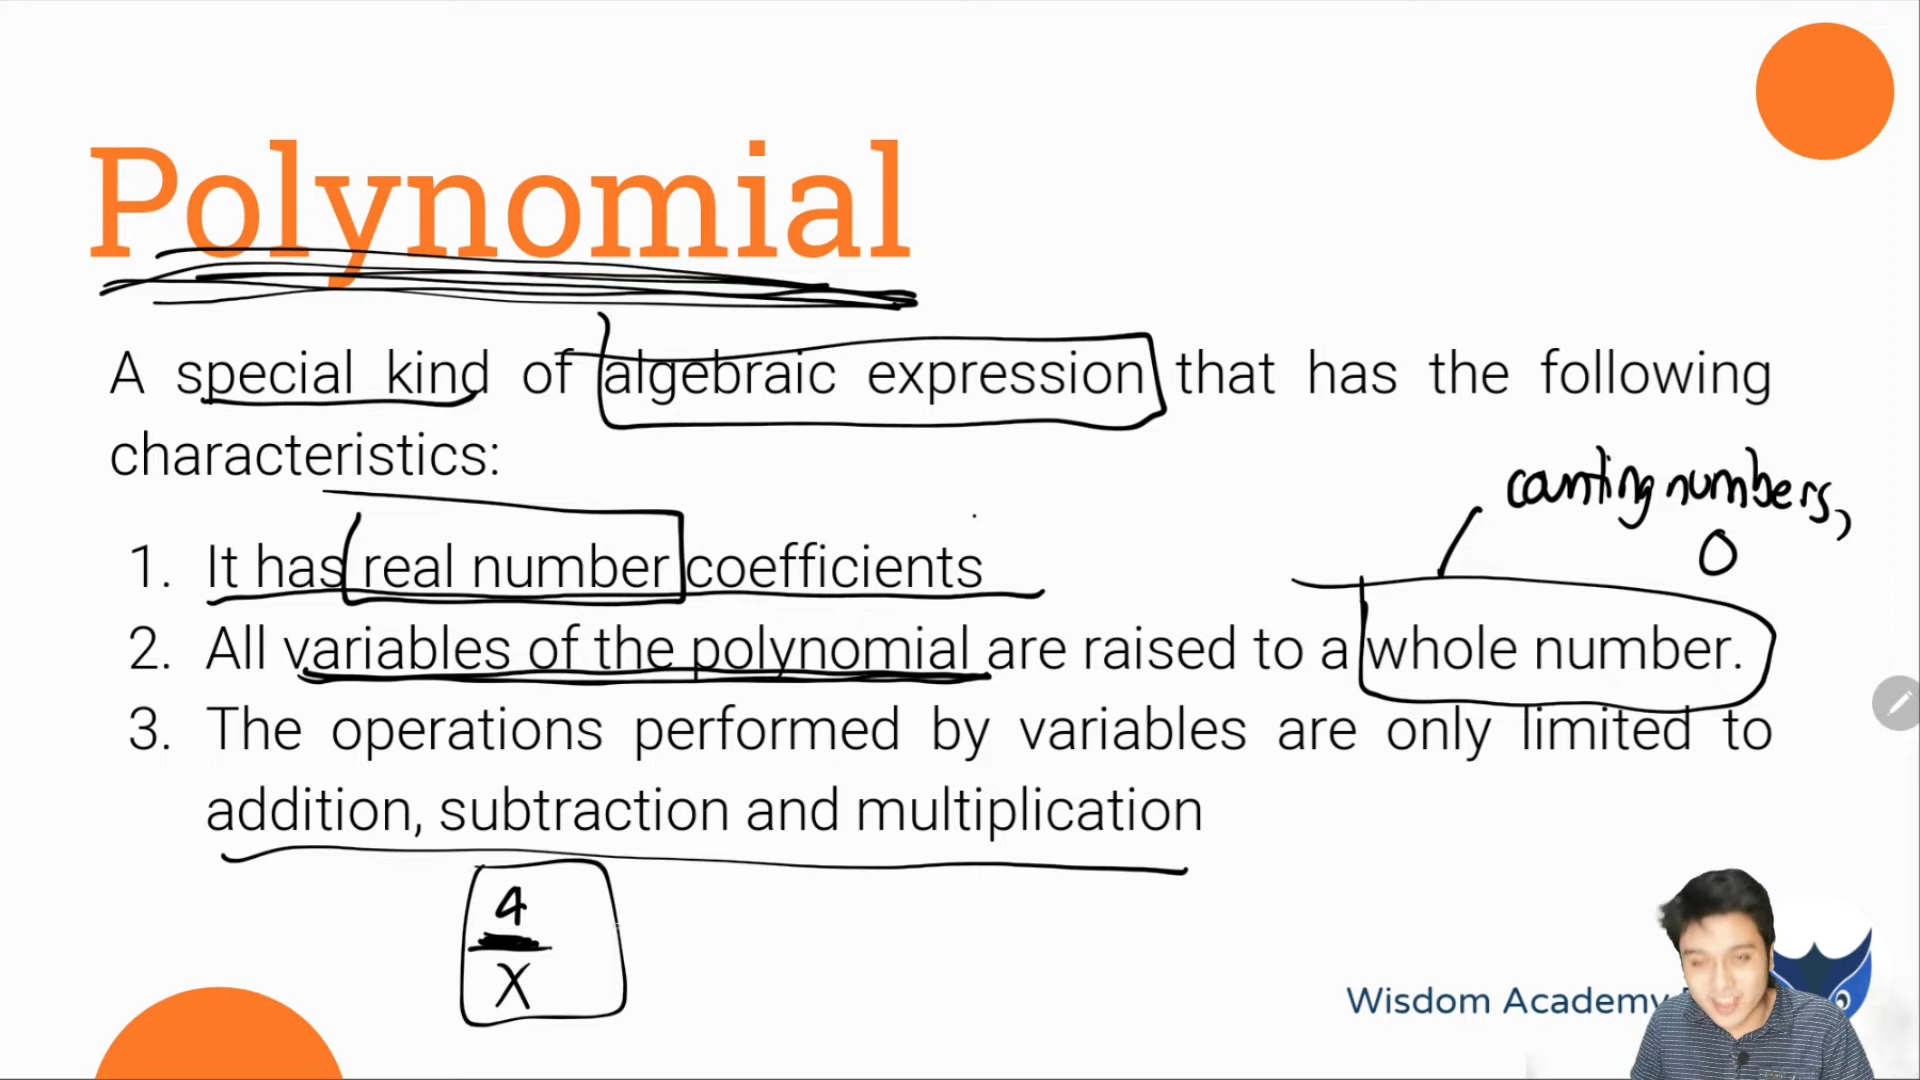 Polynomial
A special kind of algebraic expression that has the following
characteristics:
counting numbers,
0
1. It has real number coefficients
2. All variables of the polynomial are raised to a whole number.
3. The operations performed by variables are only limited to
addition, subtraction and multiplication
4
x
Wisdom Academy